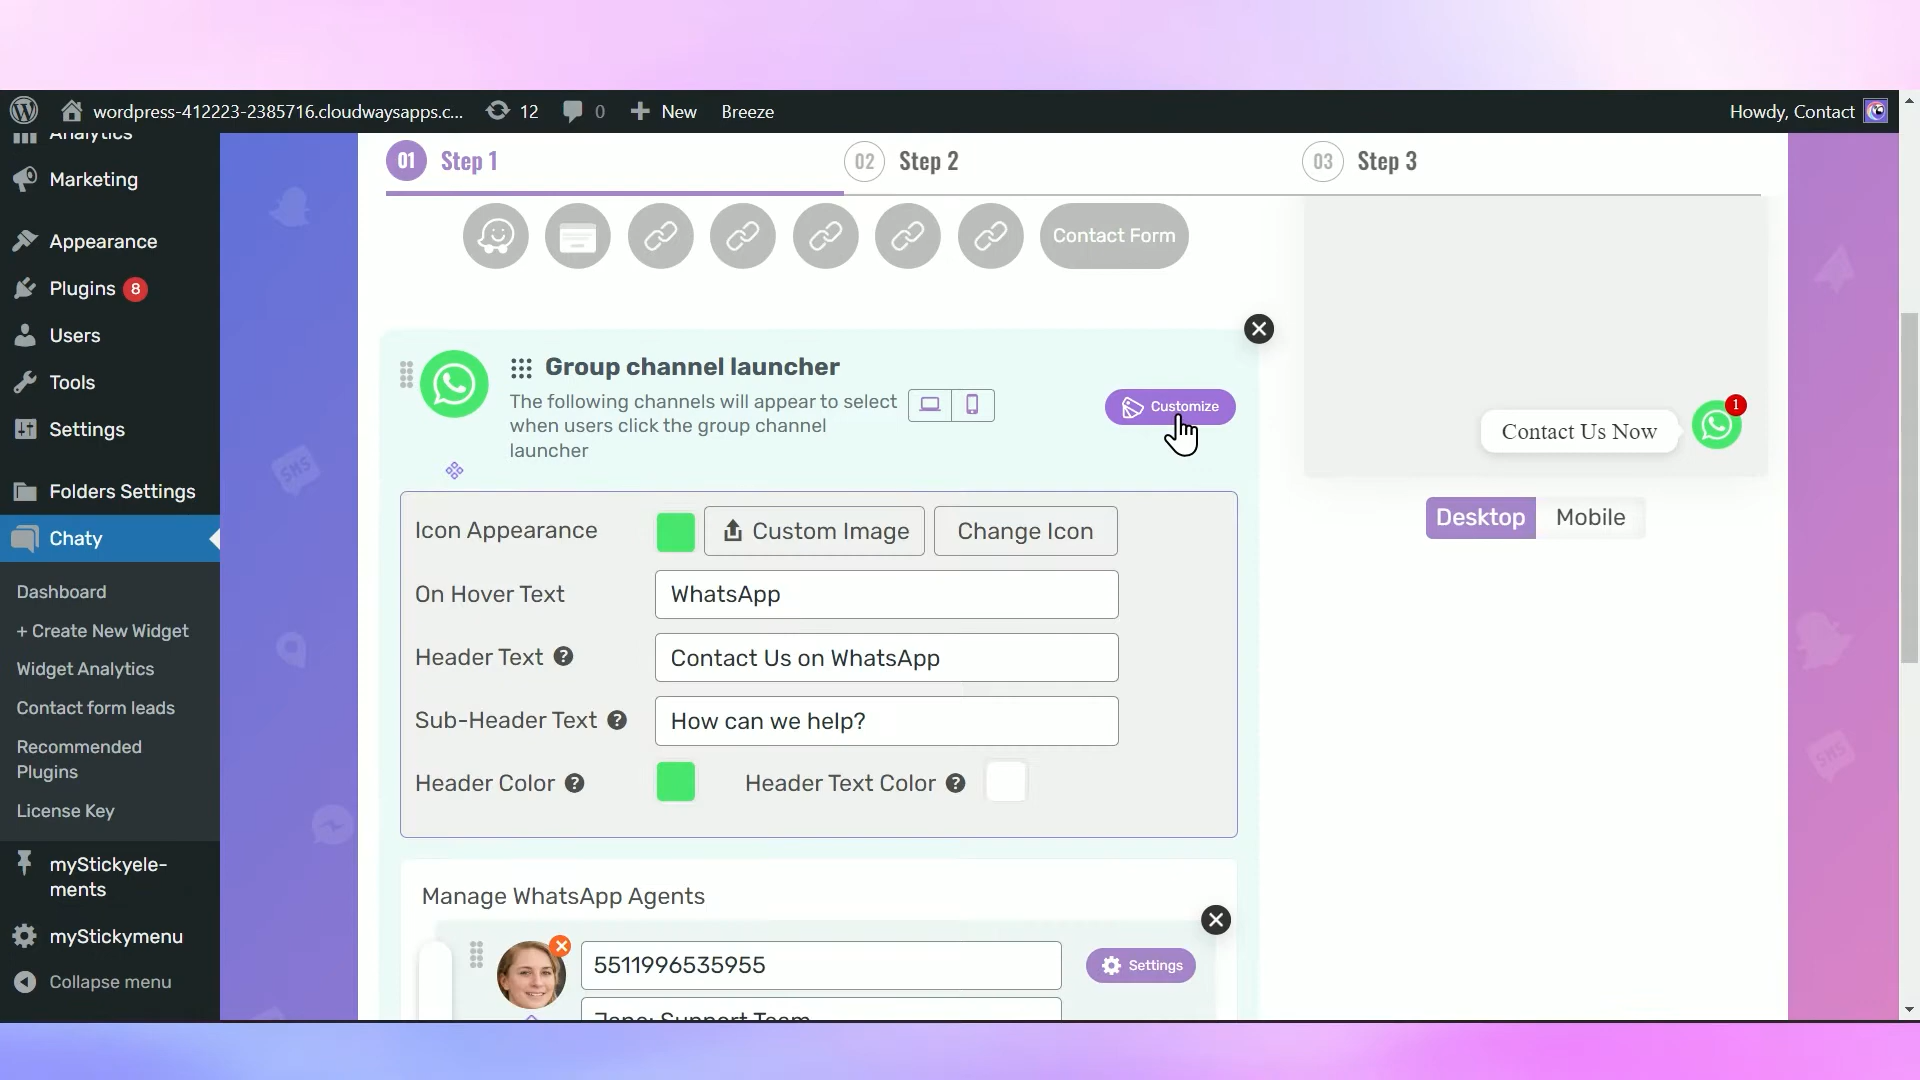 wordpress-412223-2385716.cloudwaysapps.c...
12
0
New
Breeze
Howdy, Contact
Analytics
Marketing
Appearance
Plugins 8
Users
Tools
Settings
Folders Settings
Chaty
Dashboard
+ Create New Widget
Widget Analytics
Contact form leads
Recommended
Plugins
License Key
myStickyele-
ments
myStickymenu
Collapse menu
01 Step 1
02 Step 2
03 Step 3
Contact Form
Group channel launcher
The following channels will appear to select
when users click the group channel
launcher
Customize
Icon Appearance
Custom Image
Change Icon
On Hover Text
WhatsApp
Header Text ?
Contact Us on WhatsApp
Sub-Header Text ?
How can we help?
Header Color ?
Header Text Color ?
Manage WhatsApp Agents
5511996535955
Settings
Jane: Support Team
Contact Us Now
1
Desktop
Mobile
SMS
SMS